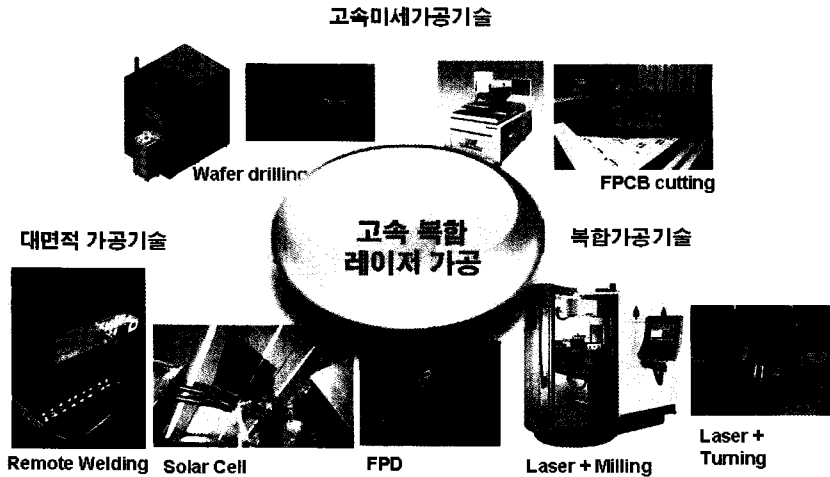 고속미세가공기술
Wafer drilling
FPCB cutting
고속 복합
레이저 가공
대면적 가공기술
복합가공기술
Remote Welding
Solar Cell
FPD
Laser + Milling
Laser +
Turning